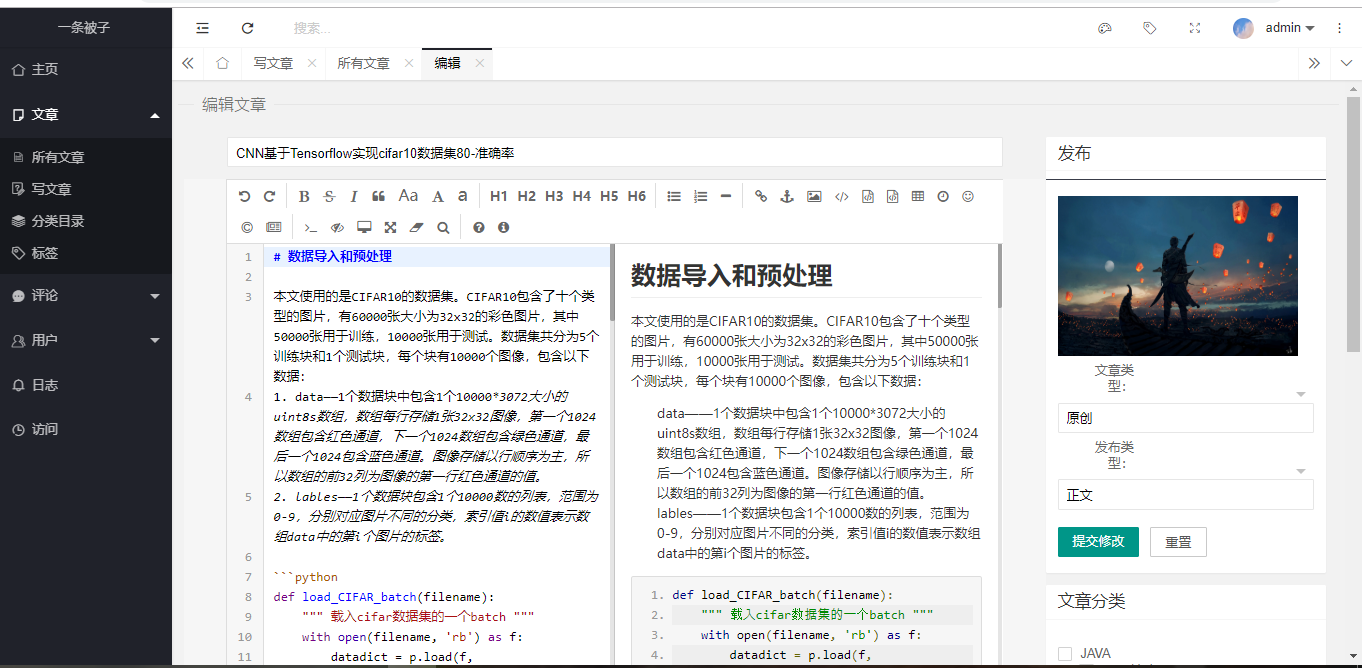 一条被子
主页
文章
所有文章
写文章
分类目录
标签
评论
用户
日志
访问
搜索...
admin
写文章
所有文章
编辑
编辑文章
CNN基于Tensorflow实现cifar10数据集80-准确率
B S I Aa A a H1 H2 H3 H4 H5 H6
1 # 数据导入和预处理
2
3 本文使用的是CIFAR10的数据集。CIFAR10包含了十个类
型的图片，有60000张大小为32x32的彩色图片，其中
50000张用于训练，10000张用于测试。数据集共分为5个
训练块和1个测试块，每个块有10000个图像，包含以下
数据：
4 1. data——1个数据块中包含1个10000*3072大小的
uint8s数组，数组每行存储1张32x32图像，第一个1024
数组包含红色通道，下一个1024数组包含绿色通道，最
后一个1024包含蓝色通道。图像存储以行顺序为主，所
以数组的前32列为图像的第一行红色通道的值。
5 2. lables——1个数据块包含1个10000数的列表，范围为
0-9，分别对应图片不同的分类，索引值i的数值表示数
组data中的第i个图片的标签。
6
7 ```python
8 def load_CIFAR_batch(filename):
9 """ 载入cifar数据集的一个batch """
10 with open(filename, 'rb') as f:
11 datadict = p.load(f,
数据导入和预处理
本文使用的是CIFAR10的数据集。CIFAR10包含了十个类型
的图片，有60000张大小为32x32的彩色图片，其中50000张
用于训练，10000张用于测试。数据集共分为5个训练块和1
个测试块，每个块有10000个图像，包含以下数据：
data——1个数据块中包含1个10000*3072大小的
uint8s数组，数组每行存储1张32x32图像，第一个1024
数组包含红色通道，下一个1024数组包含绿色通道，最
后一个1024包含蓝色通道。图像存储以行顺序为主，所
以数组的前32列为图像的第一行红色通道的值。
lables——1个数据块包含1个10000数的列表，范围为
0-9，分别对应图片不同的分类，索引值i的数值表示数组
data中的第i个图片的标签。
1. def load_CIFAR_batch(filename):
2. """ 载入cifar数据集的一个batch """
3. with open(filename, 'rb') as f:
4. datadict = p.load(f,
发布
文章类
型：
原创
发布类
型：
正文
提交修改
重置
文章分类
JAVA